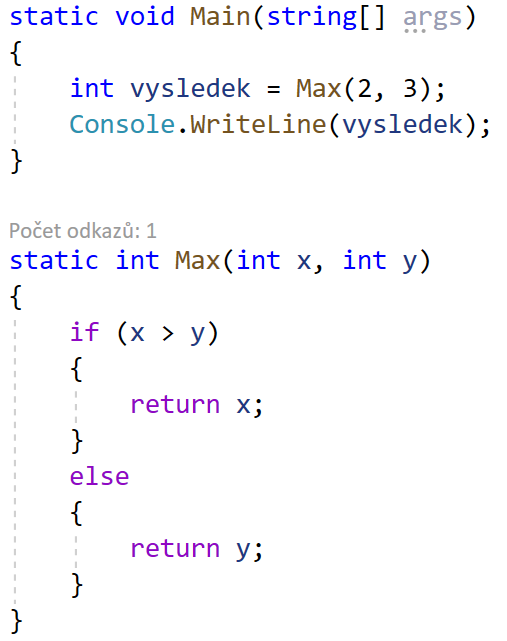 static void Main(string[] args)
{
    int vysledek = Max(2, 3);
    Console.WriteLine(vysledek);
}
Počet odkazů: 1
static int Max(int x, int y)
{
    if (x > y)
    {
        return x;
    }
    else
    {
        return y;
    }
}